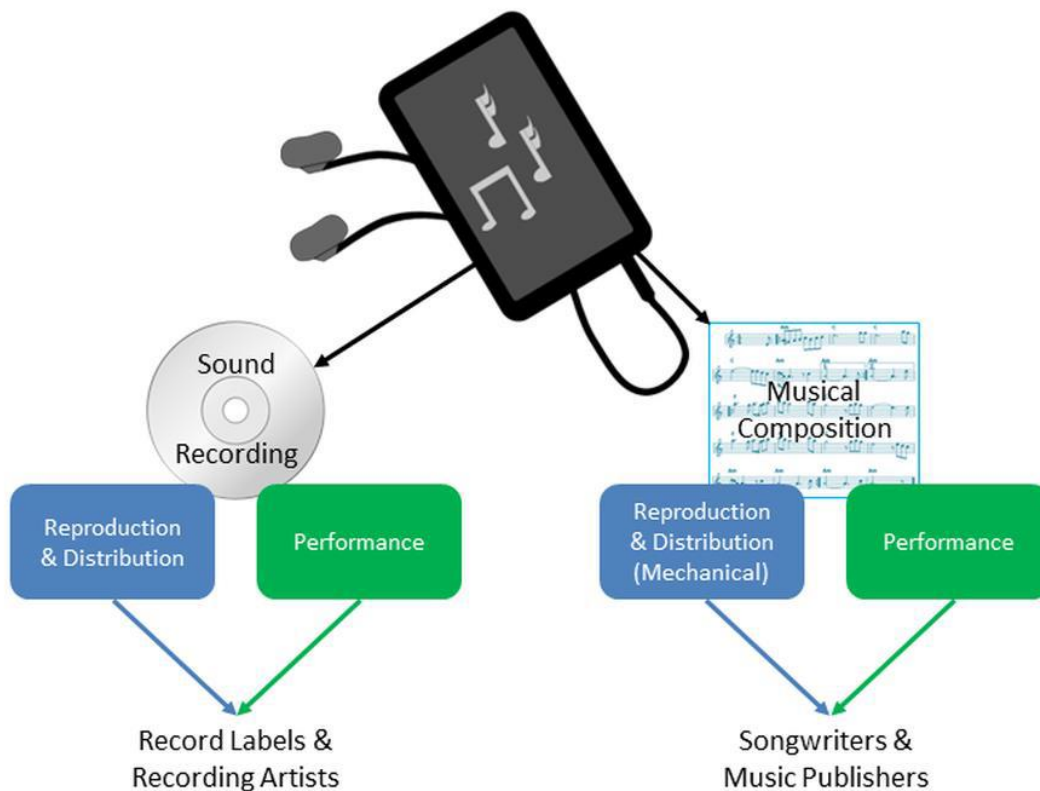 Sound
Recording
Musical
Composition
Reproduction
& Distribution
Performance
Reproduction
& Distribution
(Mechanical)
Performance
Record Labels &
Recording Artists
Songwriters &
Music Publishers